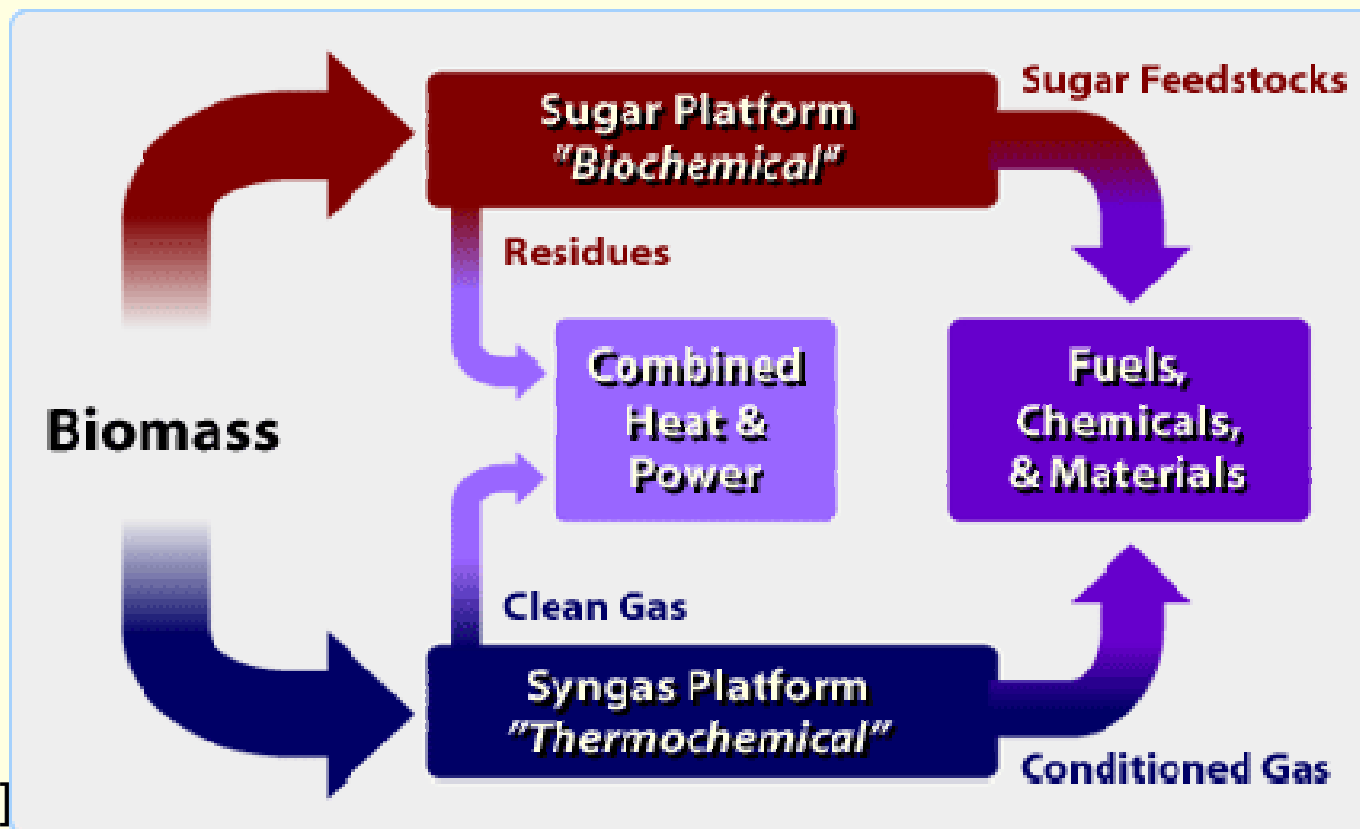 Sugar Feedstocks
Sugar Platform
"Biochemical"
Residues
Combined
Heat &
Power
Fuels,
Chemicals,
& Materials
Biomass
Clean Gas
Syngas Platform
"Thermochemical"
Conditioned Gas
]